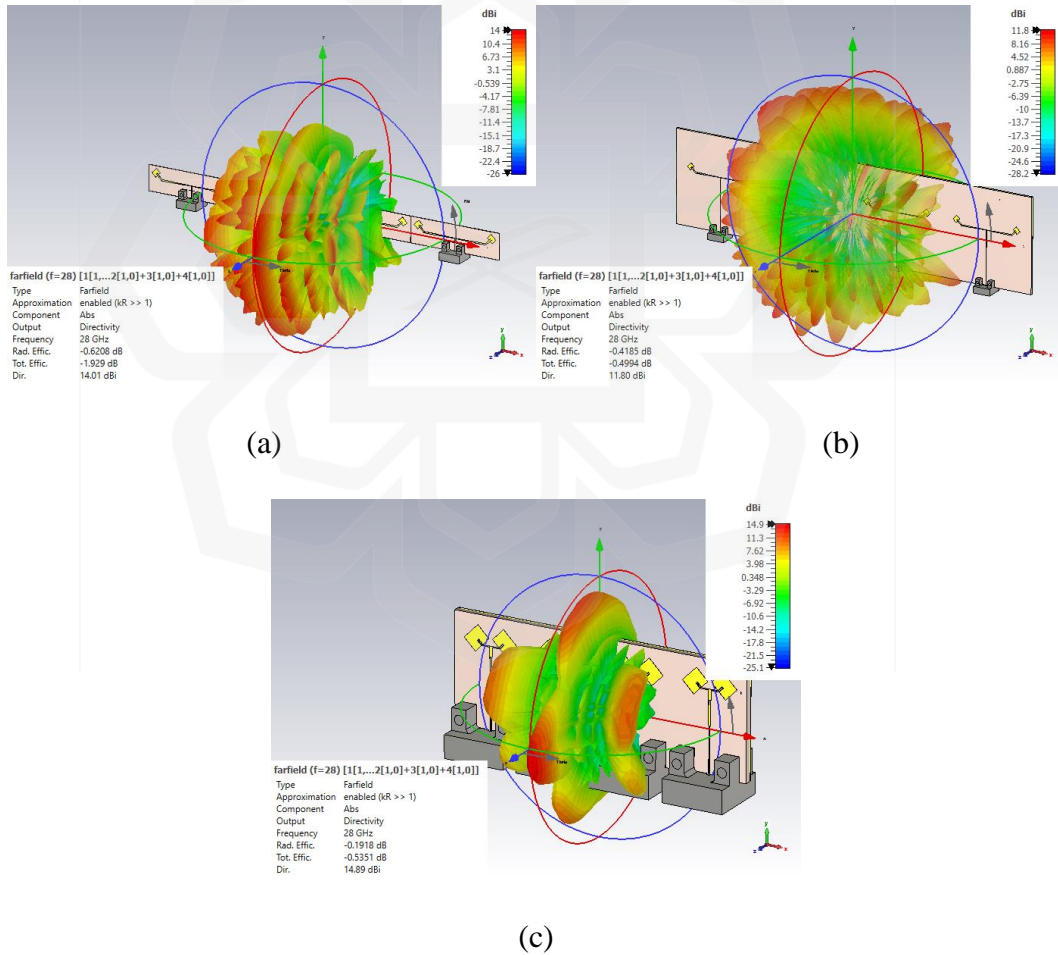 dBi
14
10.4
6.73
3.1
-0.539
-4.17
-7.81
-11.4
-15.1
-18.7
-22.4
-26
farfield (f=28) [1[1,...2[1,0]+3[1,0]+4[1,0]]
Type Farfield
Approximation enabled (kR >> 1)
Component Abs
Output Directivity
Frequency 28 GHz
Rad. Effic. -0.6208 dB
Tot. Effic. -1.929 dB
Dir. 14.01 dBi
y
x
z
(a)
dBi
11.8
8.16
4.52
0.887
-2.75
-6.39
-10
-13.7
-17.3
-20.9
-24.6
-28.2
farfield (f=28) [1[1,...2[1,0]+3[1,0]+4[1,0]]
Type Farfield
Approximation enabled (kR >> 1)
Component Abs
Output Directivity
Frequency 28 GHz
Rad. Effic. -0.4185 dB
Tot. Effic. -0.4994 dB
Dir. 11.80 dBi
y
x
z
(b)
dBi
14.9
11.3
7.62
3.98
0.348
-3.29
-6.92
-10.6
-14.2
-17.8
-21.5
-25.1
farfield (f=28) [1[1,...2[1,0]+3[1,0]+4[1,0]]
Type Farfield
Approximation enabled (kR >> 1)
Component Abs
Output Directivity
Frequency 28 GHz
Rad. Effic. -0.1918 dB
Tot. Effic. -0.5351 dB
Dir. 14.89 dBi
y
x
z
(c)